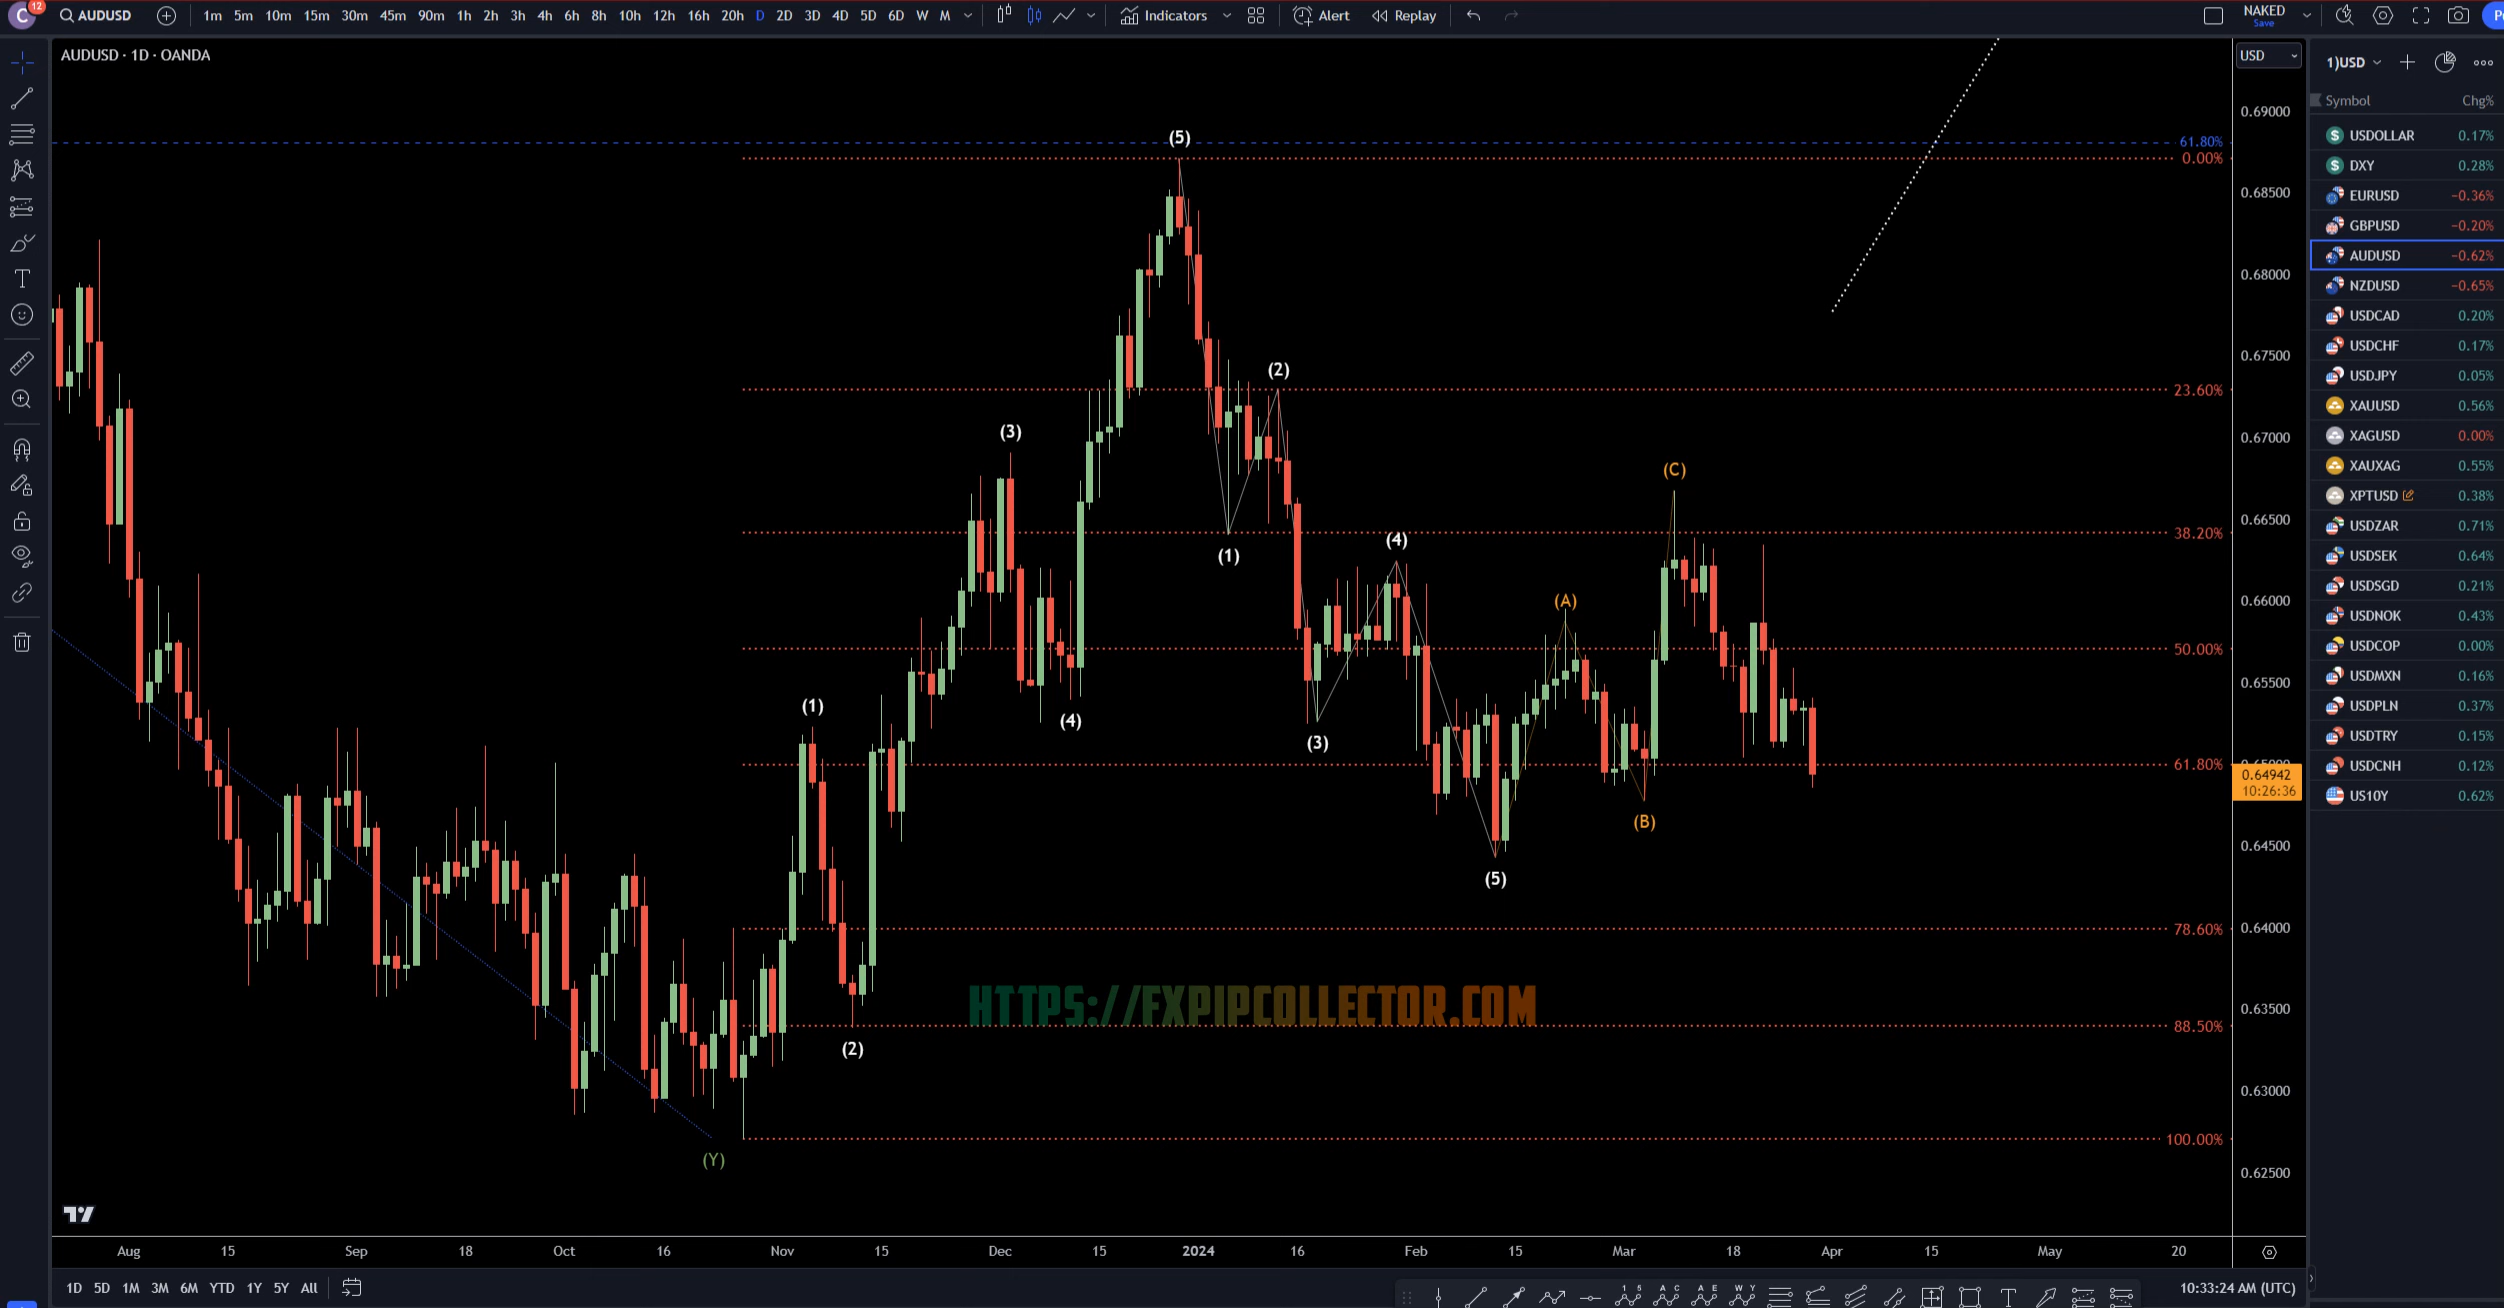 C 12 AUDUSD 1m 5m 10m 15m 30m 45m 90m 1h 2h 3h 4h 6h 8h 10h 12h 16h 20h D 2D 3D 4D 5D 6D W M Indicators Alert Replay NAKED
Save
AUDUSD · 1D · OANDA
USD
1)USD
Symbol Chg%
USDOLLAR 0.17%
DXY 0.28%
EURUSD −0.36%
GBPUSD −0.20%
AUDUSD −0.62%
NZDUSD −0.65%
USDCAD 0.20%
USDCHF 0.17%
USDJPY 0.05%
XAUUSD 0.56%
XAGUSD 0.00%
XAUXAG 0.55%
XPTUSD 0.38%
USDZAR 0.71%
USDSEK 0.64%
USDSGD 0.21%
USDNOK 0.43%
USDCOP 0.00%
USDMXN 0.16%
USDPLN 0.37%
USDTRY 0.15%
USDCNH 0.12%
US10Y 0.62%
0.69000
0.68500
0.68000
0.67500
0.67000
0.66500
0.66000
0.65500
0.64942
10:26:36
0.64500
0.64000
0.63500
0.63000
0.62500
61.80%
0.00%
23.60%
38.20%
50.00%
61.80%
78.60%
88.50%
100.00%
(5)
(2)
(3)
(C)
(4)
(1)
(A)
(1)
(4)
(3)
(B)
(5)
(2)
(Y)
HTTPS://FXPIPCOLLECTOR.COM
Aug 15 Sep 18 Oct 16 Nov 15 Dec 15 2024 16 Feb 15 Mar 18 Apr 15 May 20
1D 5D 1M 3M 6M YTD 1Y 5Y All
10:33:24 AM (UTC)